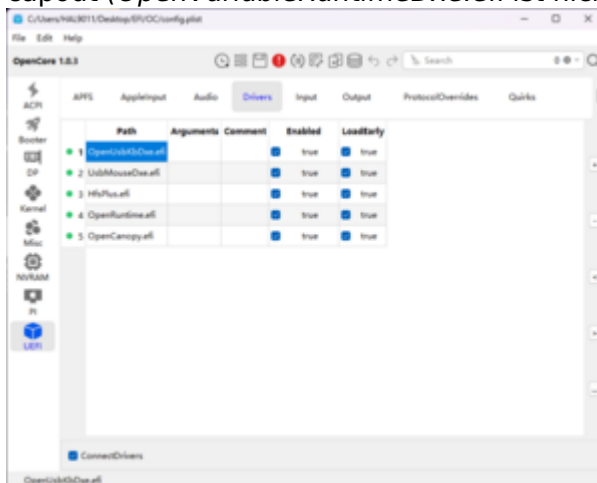 C:/Users/HAL9011/Desktop/EFI/OC/config.plist
File Edit Help
OpenCore 1.0.3
Search
ACPI
Booter
DP
Kernel
Misc
NVRAM
PI
UEFI
APFS AppleInput Audio Drivers Input Output ProtocolOverrides Quirks
Path Arguments Comment Enabled LoadEarly
1 OpenUsbKbDxe.efi true true
2 UsbMouseDxe.efi true true
3 HfsPlus.efi true true
4 OpenRuntime.efi true true
5 OpenCanopy.efi true true
ConnectDrivers
OpenUsbKbDxe.efi